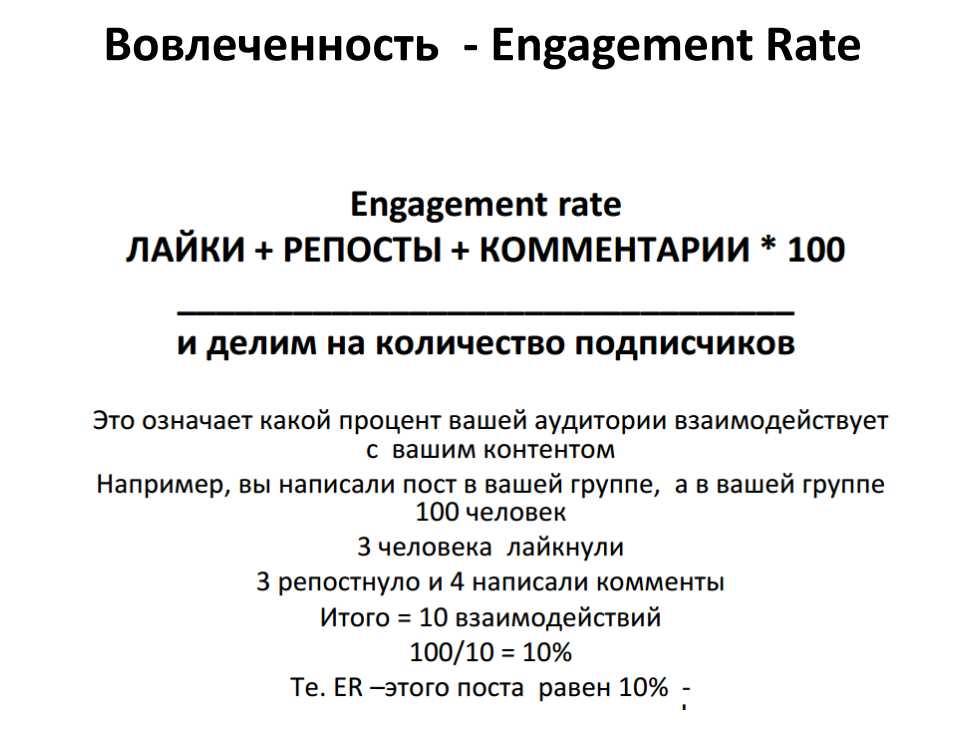 Вовлеченность - Engagement Rate
Engagement rate
ЛАЙКИ + РЕПОСТЫ + КОММЕНТАРИИ * 100
__________________________________
и делим на количество подписчиков
Это означает какой процент вашей аудитории взаимодействует
с вашим контентом
Например, вы написали пост в вашей группе, а в вашей группе
100 человек
3 человека лайкнули
3 репостнуло и 4 написали комменты
Итого = 10 взаимодействий
100/10 = 10%
Те. ER –этого поста равен 10% -